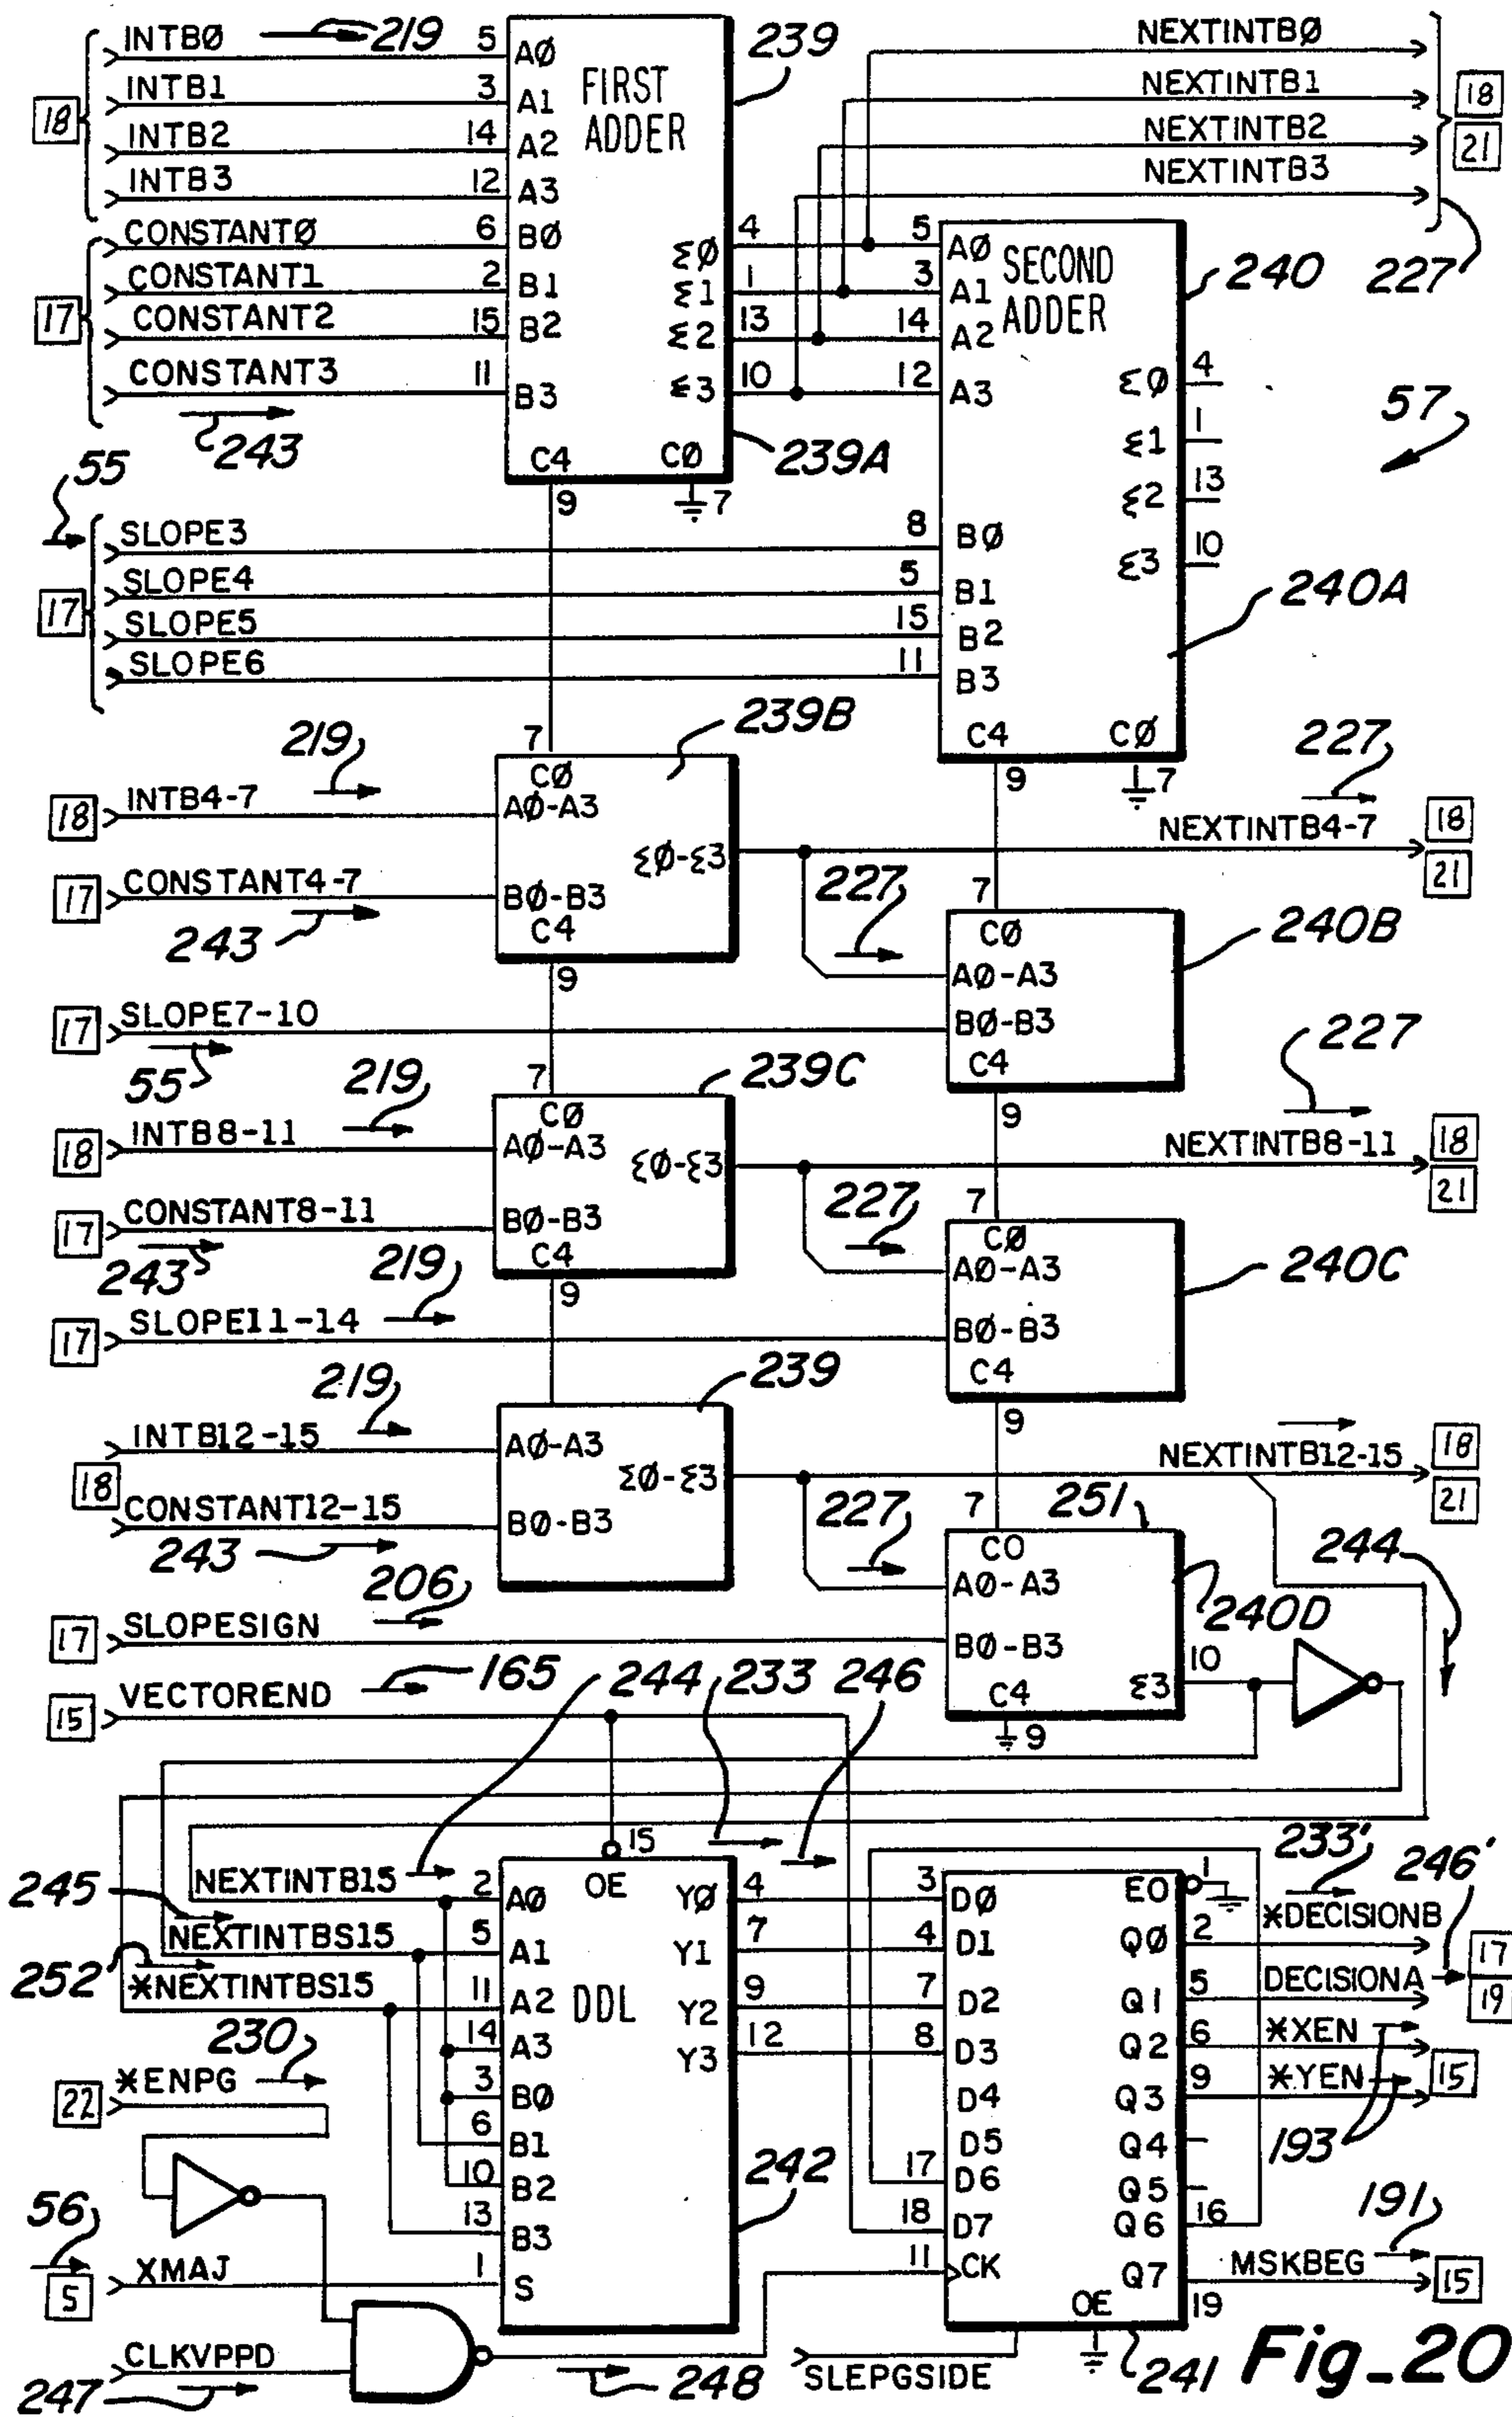 INTBØ 219 5 AØ FIRST ADDER 239 NEXTINTBØ
18 INTB1 3 A1 NEXTINTB1 18
INTB2 14 A2 NEXTINTB2 21
INTB3 12 A3 NEXTINTB3
CONSTANTØ 6 BØ Σ0 4 5 AØ SECOND ADDER 240 227
17 CONSTANT1 2 B1 Σ1 1 3 A1
CONSTANT2 15 B2 Σ2 13 14 A2
CONSTANT3 11 B3 Σ3 10 12 A3 Σ0 4 57
243 C4 CØ 239A Σ1 1
55 9 7 Σ2 13
SLOPE3 8 BØ Σ3 10
17 SLOPE4 5 B1 240A
SLOPE5 15 B2
SLOPE6 11 B3
7 239B C4 CØ 227
219 CØ 9 7
18 INTB4-7 AØ-A3 NEXTINTB4-7 18
Σ0-Σ3 21
17 CONSTANT4-7 BØ-B3 227 7
243 C4 CØ 240B
9 AØ-A3
17 SLOPE7-10 BØ-B3
55 C4 227
219 7 239C 9
18 INTB8-11 CØ AØ-A3 Σ0-Σ3 NEXTINTB8-11 18
21
17 CONSTANT8-11 BØ-B3 227 7
243 219 C4 CØ 240C
9 AØ-A3
17 SLOPE11-14 BØ-B3
C4
219 239 9
INTB12-15 AØ-A3 Σ0-Σ3 NEXTINTB12-15 18
18 21
CONSTANT12-15 BØ-B3 227 7 251
243 CO 244
206 AØ-A3 240D
17 SLOPESIGN BØ-B3 10
Σ3
15 VECTOREND 165 244 233 246 C4
9
15 233'
245 NEXTINTB15 2 AØ OE YØ 4 3 DØ EO 1 246'
*DECISIONB
NEXTINTBS15 5 A1 Y1 7 4 D1 QØ 2 17
252 *NEXTINTBS15 11 A2 DDL Y2 9 7 D2 Q1 5 DECISIONA 19
230 14 A3 Y3 12 8 D3 Q2 6 *XEN
22 *ENPG 3 BØ D4 Q3 9 *YEN 15
6 B1 D5 Q4 193
10 B2 242 17 D6 Q5
56 13 B3 18 D7 Q6 16 191
5 XMAJ 1 S 11 CK Q7 MSKBEG 15
OE 19
CLKVPPD
247 248 SLEPGSIDE 241 Fig_20